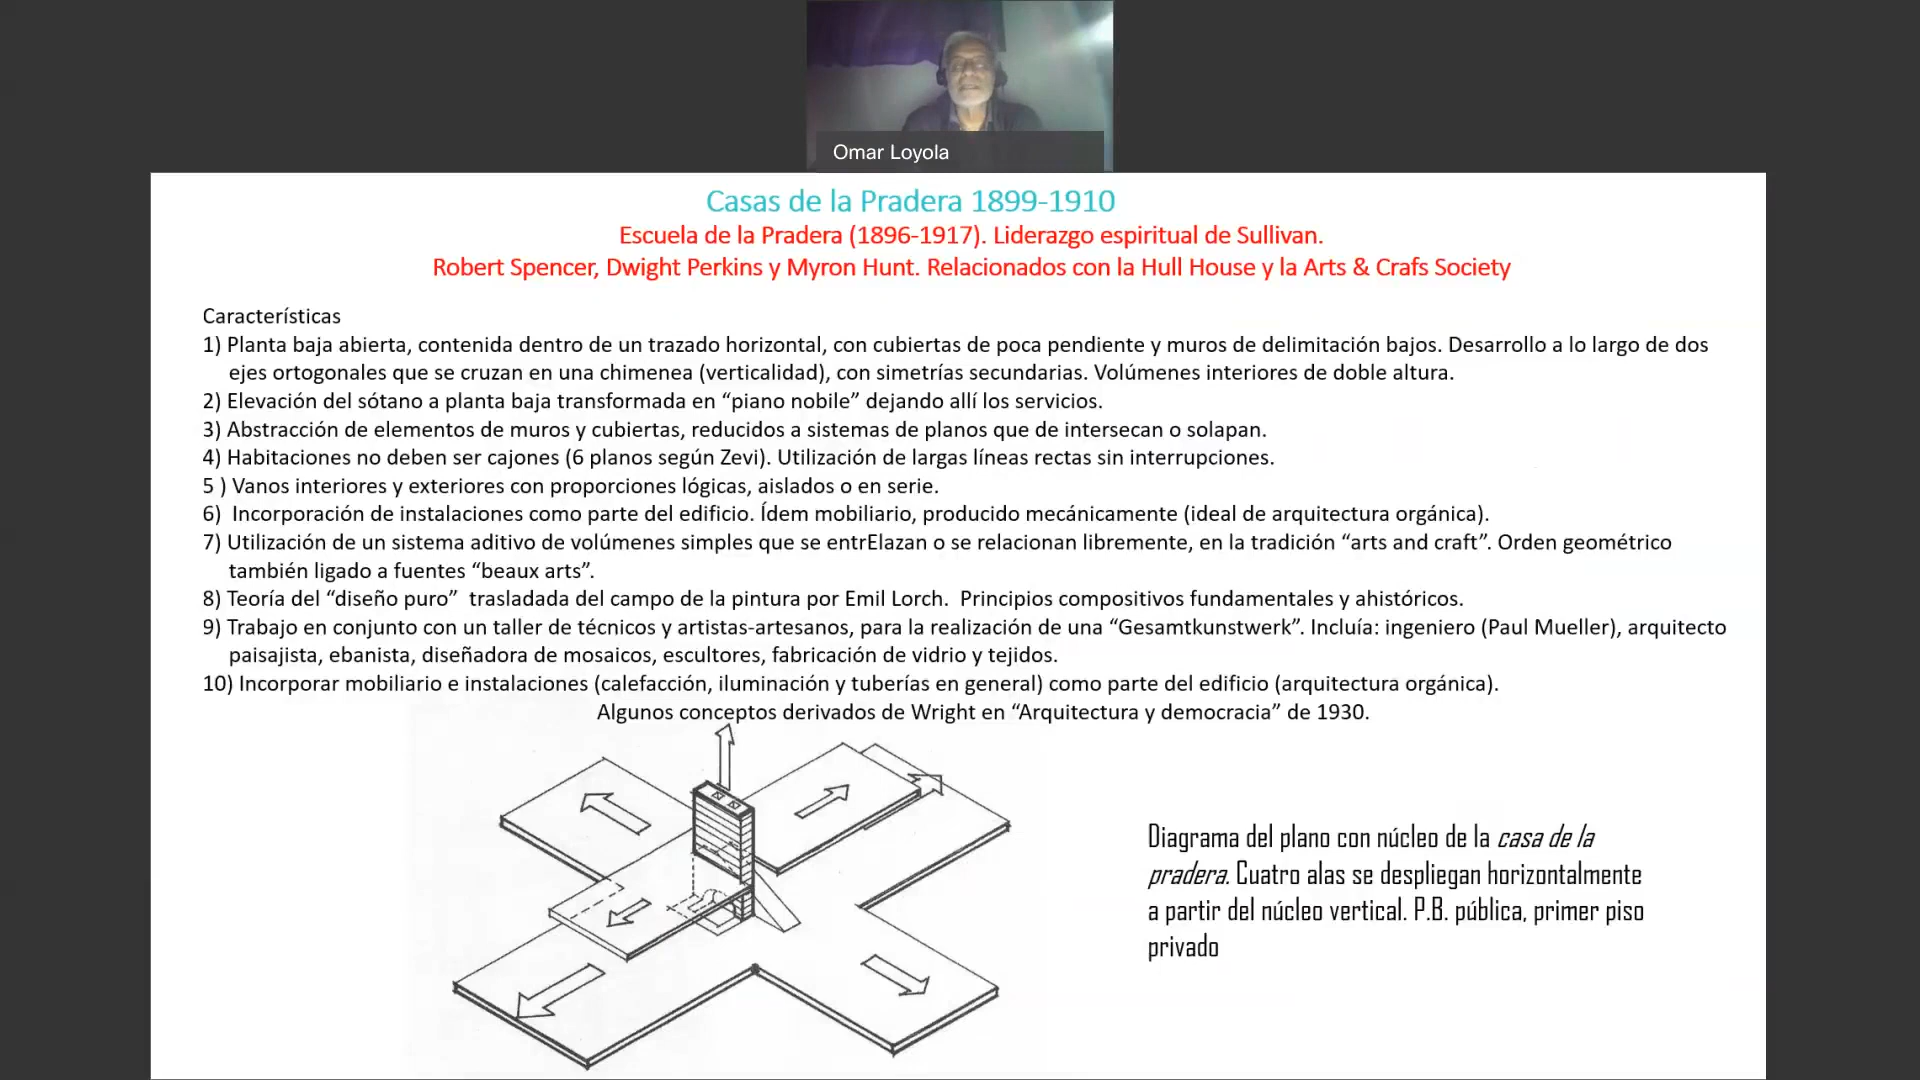 Omar Loyola
Casas de la Pradera 1899-1910
Escuela de la Pradera (1896-1917). Liderazgo espiritual de Sullivan.
Robert Spencer, Dwight Perkins y Myron Hunt. Relacionados con la Hull House y la Arts & Crafs Society
Características
1) Planta baja abierta, contenida dentro de un trazado horizontal, con cubiertas de poca pendiente y muros de delimitación bajos. Desarrollo a lo largo de dos
ejes ortogonales que se cruzan en una chimenea (verticalidad), con simetrías secundarias. Volúmenes interiores de doble altura.
2) Elevación del sótano a planta baja transformada en “piano nobile” dejando allí los servicios.
3) Abstracción de elementos de muros y cubiertas, reducidos a sistemas de planos que de intersecan o solapan.
4) Habitaciones no deben ser cajones (6 planos según Zevi). Utilización de largas líneas rectas sin interrupciones.
5 ) Vanos interiores y exteriores con proporciones lógicas, aislados o en serie.
6) Incorporación de instalaciones como parte del edificio. Ídem mobiliario, producido mecánicamente (ideal de arquitectura orgánica).
7) Utilización de un sistema aditivo de volúmenes simples que se entrElazan o se relacionan libremente, en la tradición “arts and craft”. Orden geométrico
también ligado a fuentes “beaux arts”.
8) Teoría del “diseño puro” trasladada del campo de la pintura por Emil Lorch. Principios compositivos fundamentales y ahistóricos.
9) Trabajo en conjunto con un taller de técnicos y artistas-artesanos, para la realización de una “Gesamtkunstwerk”. Incluía: ingeniero (Paul Mueller), arquitecto
paisajista, ebanista, diseñadora de mosaicos, escultores, fabricación de vidrio y tejidos.
10) Incorporar mobiliario e instalaciones (calefacción, iluminación y tuberías en general) como parte del edificio (arquitectura orgánica).
Algunos conceptos derivados de Wright en “Arquitectura y democracia” de 1930.
Diagrama del plano con núcleo de la casa de la
pradera. Cuatro alas se despliegan horizontalmente
a partir del núcleo vertical. P.B. pública, primer piso
privado